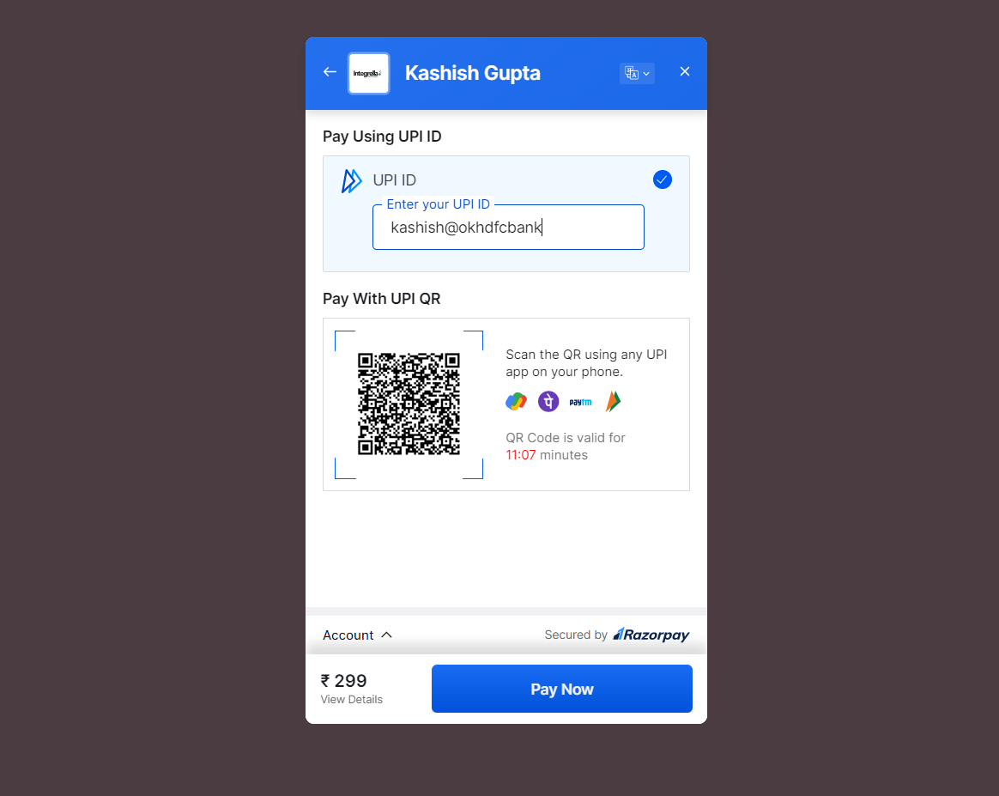 Integrella
Kashish Gupta
Pay Using UPI ID
UPI ID
Enter your UPI ID
kashish@okhdfcbank
Pay With UPI QR
Scan the QR using any UPI
app on your phone.
paytm
QR Code is valid for
11:07 minutes
Account
Secured by Razorpay
₹ 299
View Details
Pay Now